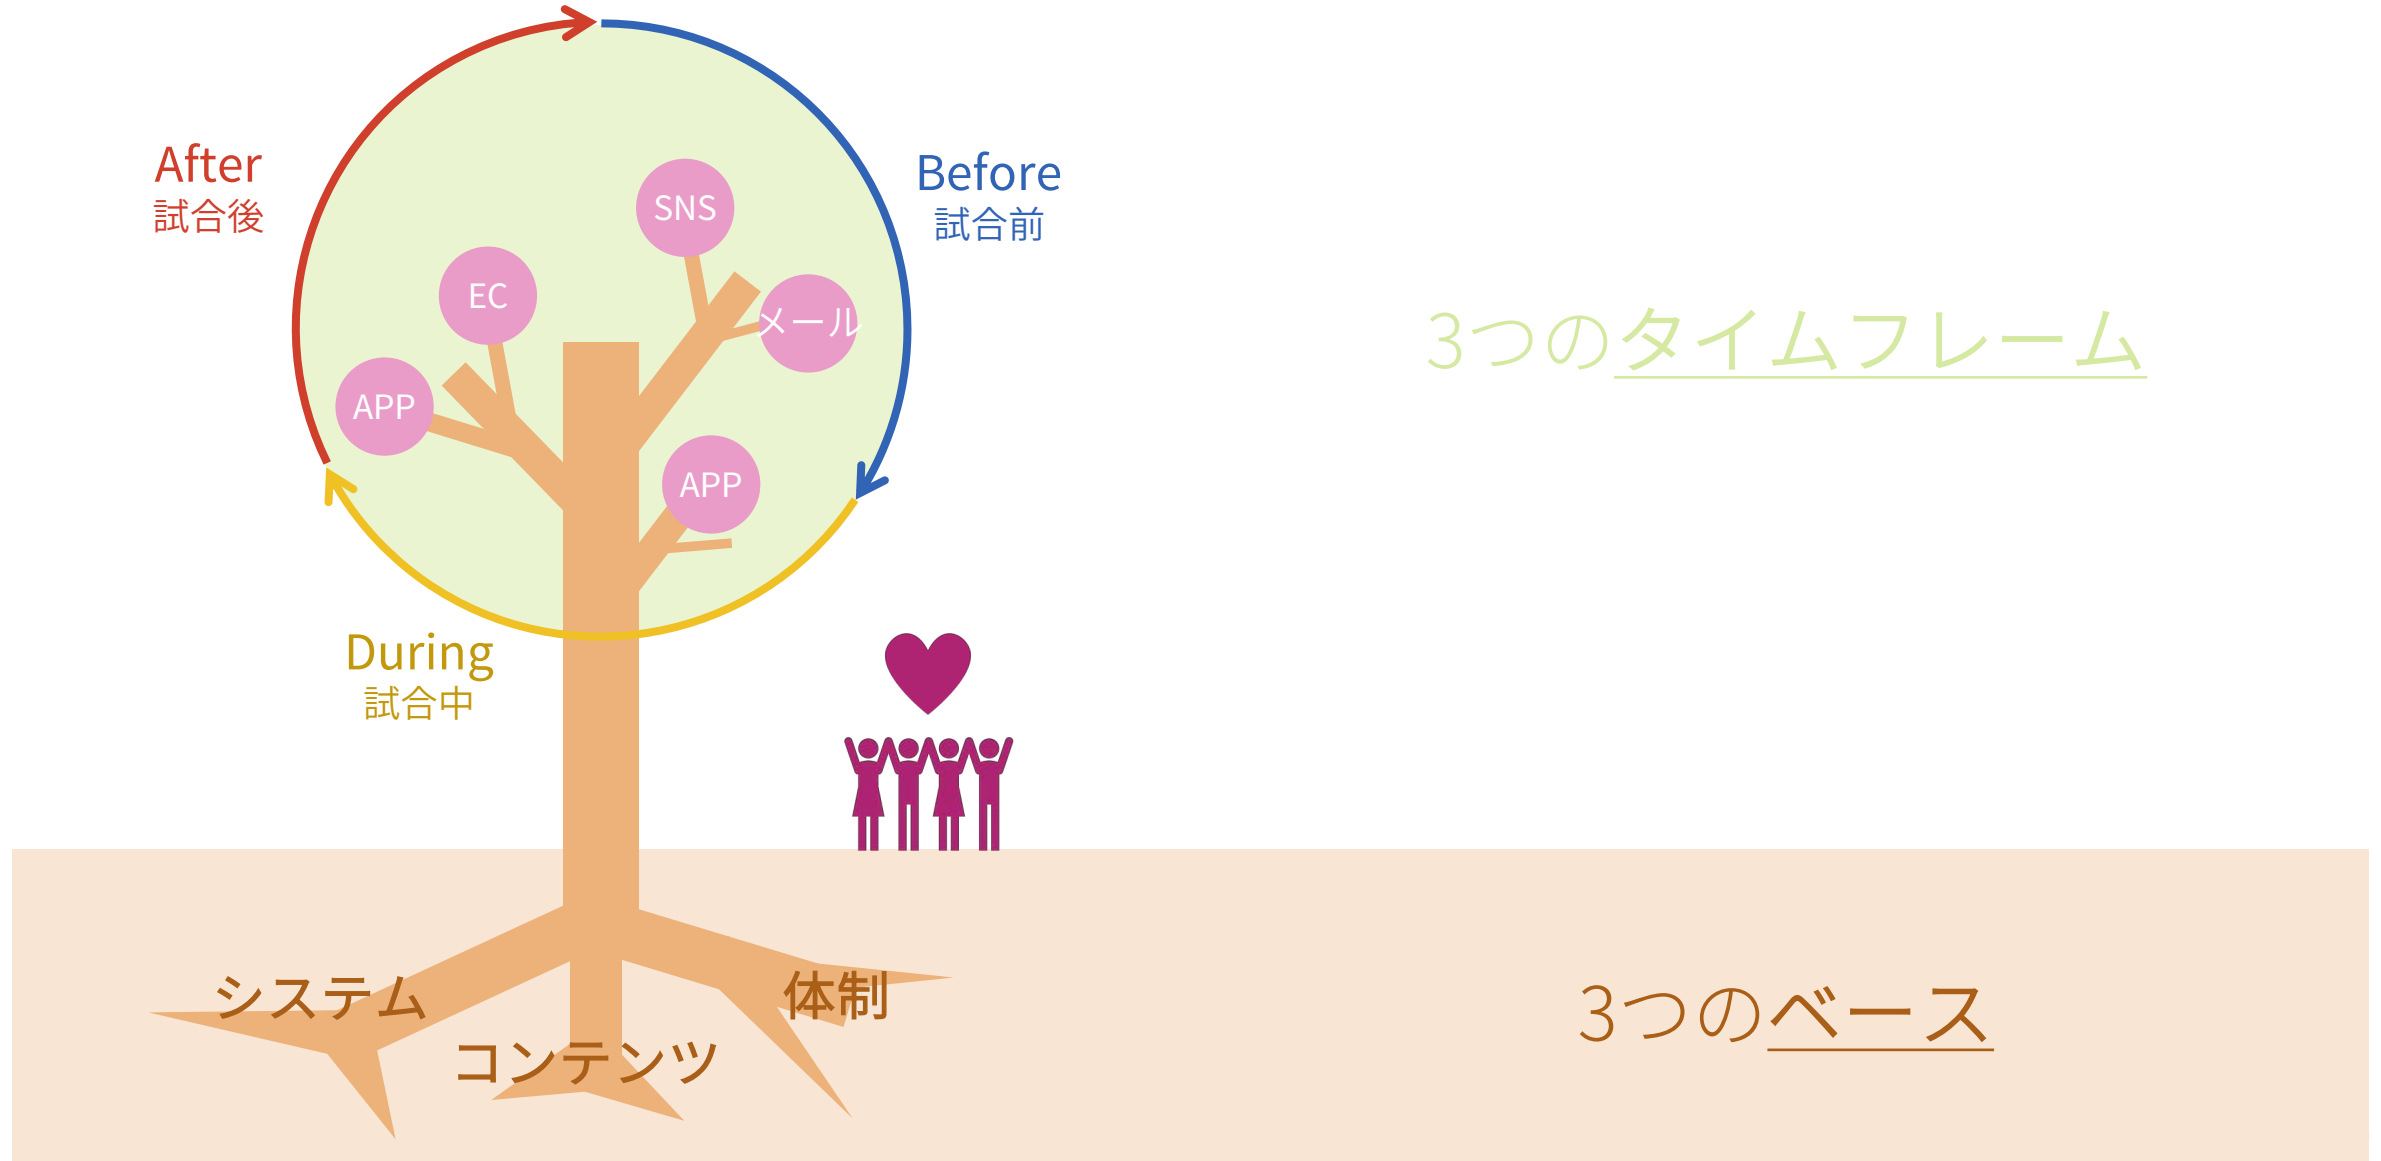 After
試合後
Before
試合前
SNS
EC
メール
APP
APP
During
試合中
3つのタイムフレーム
システム
コンテンツ
体制
3つのベース